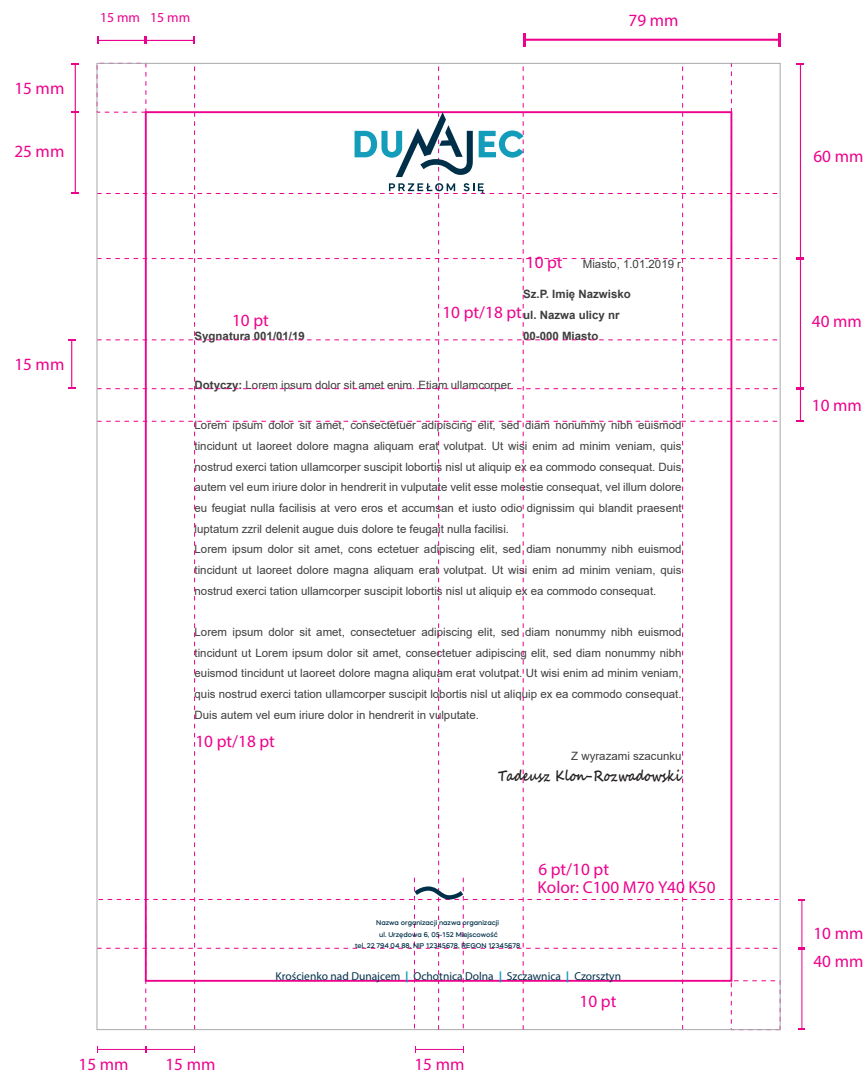 15 mm 15 mm 79 mm
15 mm
25 mm
60 mm
DUNAJEC
PRZEŁOM SIĘ
10 pt Miasto, 1.01.2019 r.
Sz.P. Imię Nazwisko
10 pt 10 pt/18 pt ul. Nazwa ulicy nr 40 mm
Sygnatura 001/01/19 00-000 Miasto
15 mm
Dotyczy: Lorem ipsum dolor sit amet enim. Etiam ullamcorper.
10 mm
Lorem ipsum dolor sit amet, consectetuer adipiscing elit, sed diam nonummy nibh euismod
tincidunt ut laoreet dolore magna aliquam erat volutpat. Ut wisi enim ad minim veniam, quis
nostrud exerci tation ullamcorper suscipit lobortis nisl ut aliquip ex ea commodo consequat. Duis
autem vel eum iriure dolor in hendrerit in vulputate velit esse molestie consequat, vel illum dolore
eu feugiat nulla facilisis at vero eros et accumsan et iusto odio dignissim qui blandit praesent
luptatum zzril delenit augue duis dolore te feugait nulla facilisi.
Lorem ipsum dolor sit amet, cons ectetuer adipiscing elit, sed diam nonummy nibh euismod
tincidunt ut laoreet dolore magna aliquam erat volutpat. Ut wisi enim ad minim veniam, quis
nostrud exerci tation ullamcorper suscipit lobortis nisl ut aliquip ex ea commodo consequat.
Lorem ipsum dolor sit amet, consectetuer adipiscing elit, sed diam nonummy nibh euismod
tincidunt ut Lorem ipsum dolor sit amet, consectetuer adipiscing elit, sed diam nonummy nibh
euismod tincidunt ut laoreet dolore magna aliquam erat volutpat. Ut wisi enim ad minim veniam,
quis nostrud exerci tation ullamcorper suscipit lobortis nisl ut aliquip ex ea commodo consequat.
Duis autem vel eum iriure dolor in hendrerit in vulputate.
10 pt/18 pt
Z wyrazami szacunku
Tadeusz Klon-Rozwadowski
6 pt/10 pt
Kolor: C100 M70 Y40 K50
Nazwa organizacji nazwa organizacji
ul. Urzędowa 6, 05-152 Miejscowość 10 mm
tel. 22 794 04 88, NIP 12345678, REGON 12345678
40 mm
Krościenko nad Dunajcem | Ochotnica Dolna | Szczawnica | Czorsztyn
10 pt
15 mm 15 mm 15 mm